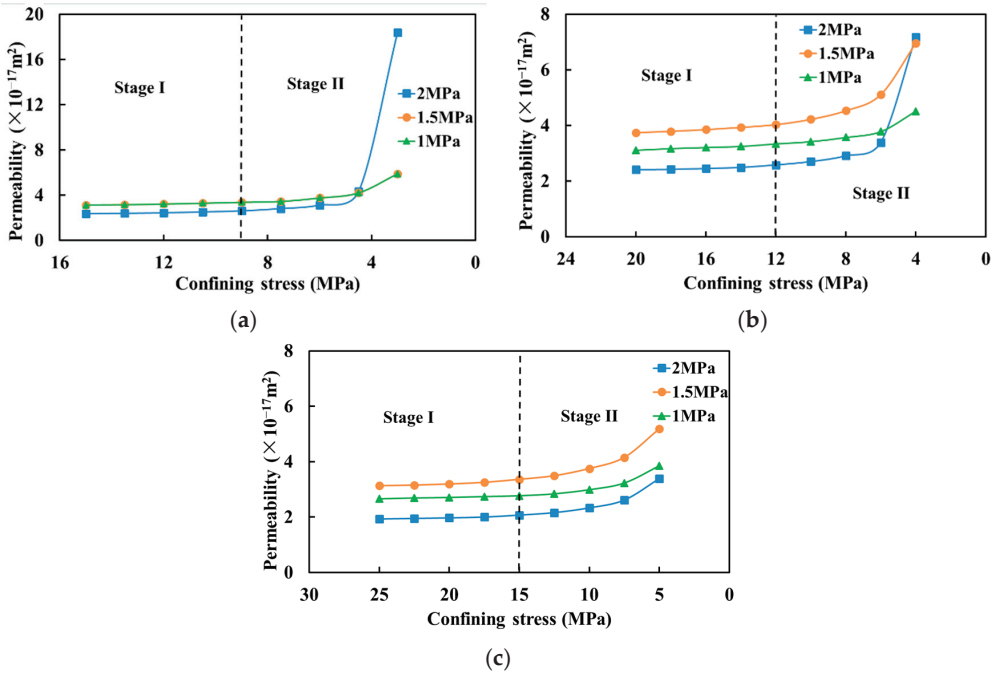 20
16
12
8
4
0
Permeability (×10⁻¹⁷m²)
Stage I
Stage II
2MPa
1.5MPa
1MPa
16
12
8
4
0
Confining stress (MPa)
(a)
8
6
4
2
0
Permeability (×10⁻¹⁷m²)
Stage I
2MPa
1.5MPa
1MPa
Stage II
24
20
16
12
8
4
0
Confining stress (MPa)
(b)
8
6
4
2
0
Permeability (×10⁻¹⁷m²)
Stage I
Stage II
2MPa
1.5MPa
1MPa
30
25
20
15
10
5
0
Confining stress (MPa)
(c)